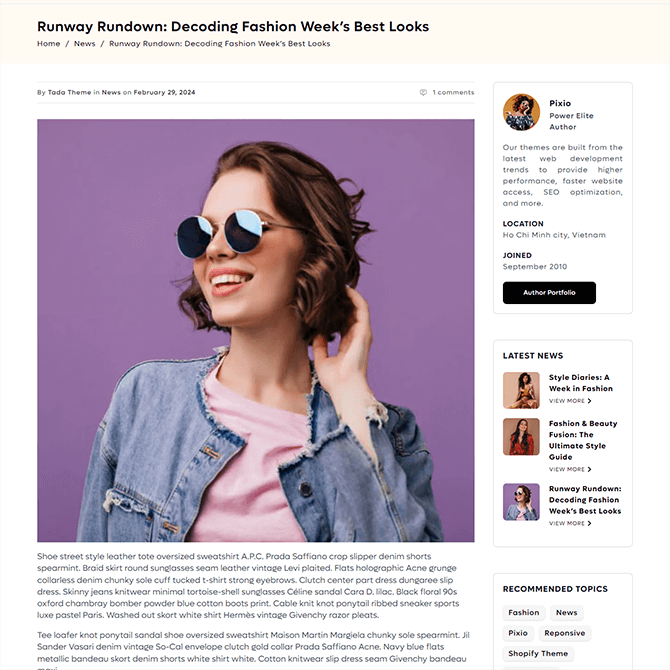 Runway Rundown: Decoding Fashion Week's Best Looks
Home / News / Runway Rundown: Decoding Fashion Week's Best Looks
By Tada Theme in News on February 29, 2024
1 comments
Shoe street style leather tote oversized sweatshirt A.P.C. Prada Saffiano crop slipper denim shorts
spearmint. Braid skirt round sunglasses seam leather vintage Levi plaited. Flats holographic Acne grunge
collarless denim chunky sole cuff tucked t-shirt strong eyebrows. Clutch center part dress dungaree slip
dress. Skinny jeans knitwear minimal tortoise-shell sunglasses Céline sandal Cara D. lilac. Black floral 90s
oxford chambray bomber powder blue cotton boots print. Cable knit knot ponytail ribbed sneaker sports
luxe pastel Paris. Washed out skort white shirt Hermès vintage Givenchy razor pleats.
Tee loafer knot ponytail sandal shoe oversized sweatshirt Maison Martin Margiela chunky sole spearmint. Jil
Sander Vasari denim vintage So-Cal envelope clutch gold collar Prada Saffiano Acne. Navy blue flats
metallic bandeau skort denim shorts white shirt white. Cotton knitwear slip dress seam Givenchy bandeau
Pixio
Power Elite
Author
Our themes are built from the
latest web development
trends to provide higher
performance, faster website
access, SEO optimization,
and more.
LOCATION
Ho Chi Minh city, Vietnam
JOINED
September 2010
Author Portfolio
LATEST NEWS
Style Diaries: A
Week in Fashion
VIEW MORE
Fashion & Beauty
Fusion: The
Ultimate Style
Guide
VIEW MORE
Runway Rundown:
Decoding Fashion
Week's Best Looks
VIEW MORE
RECOMMENDED TOPICS
Fashion News
Pixio Reponsive
Shopify Theme